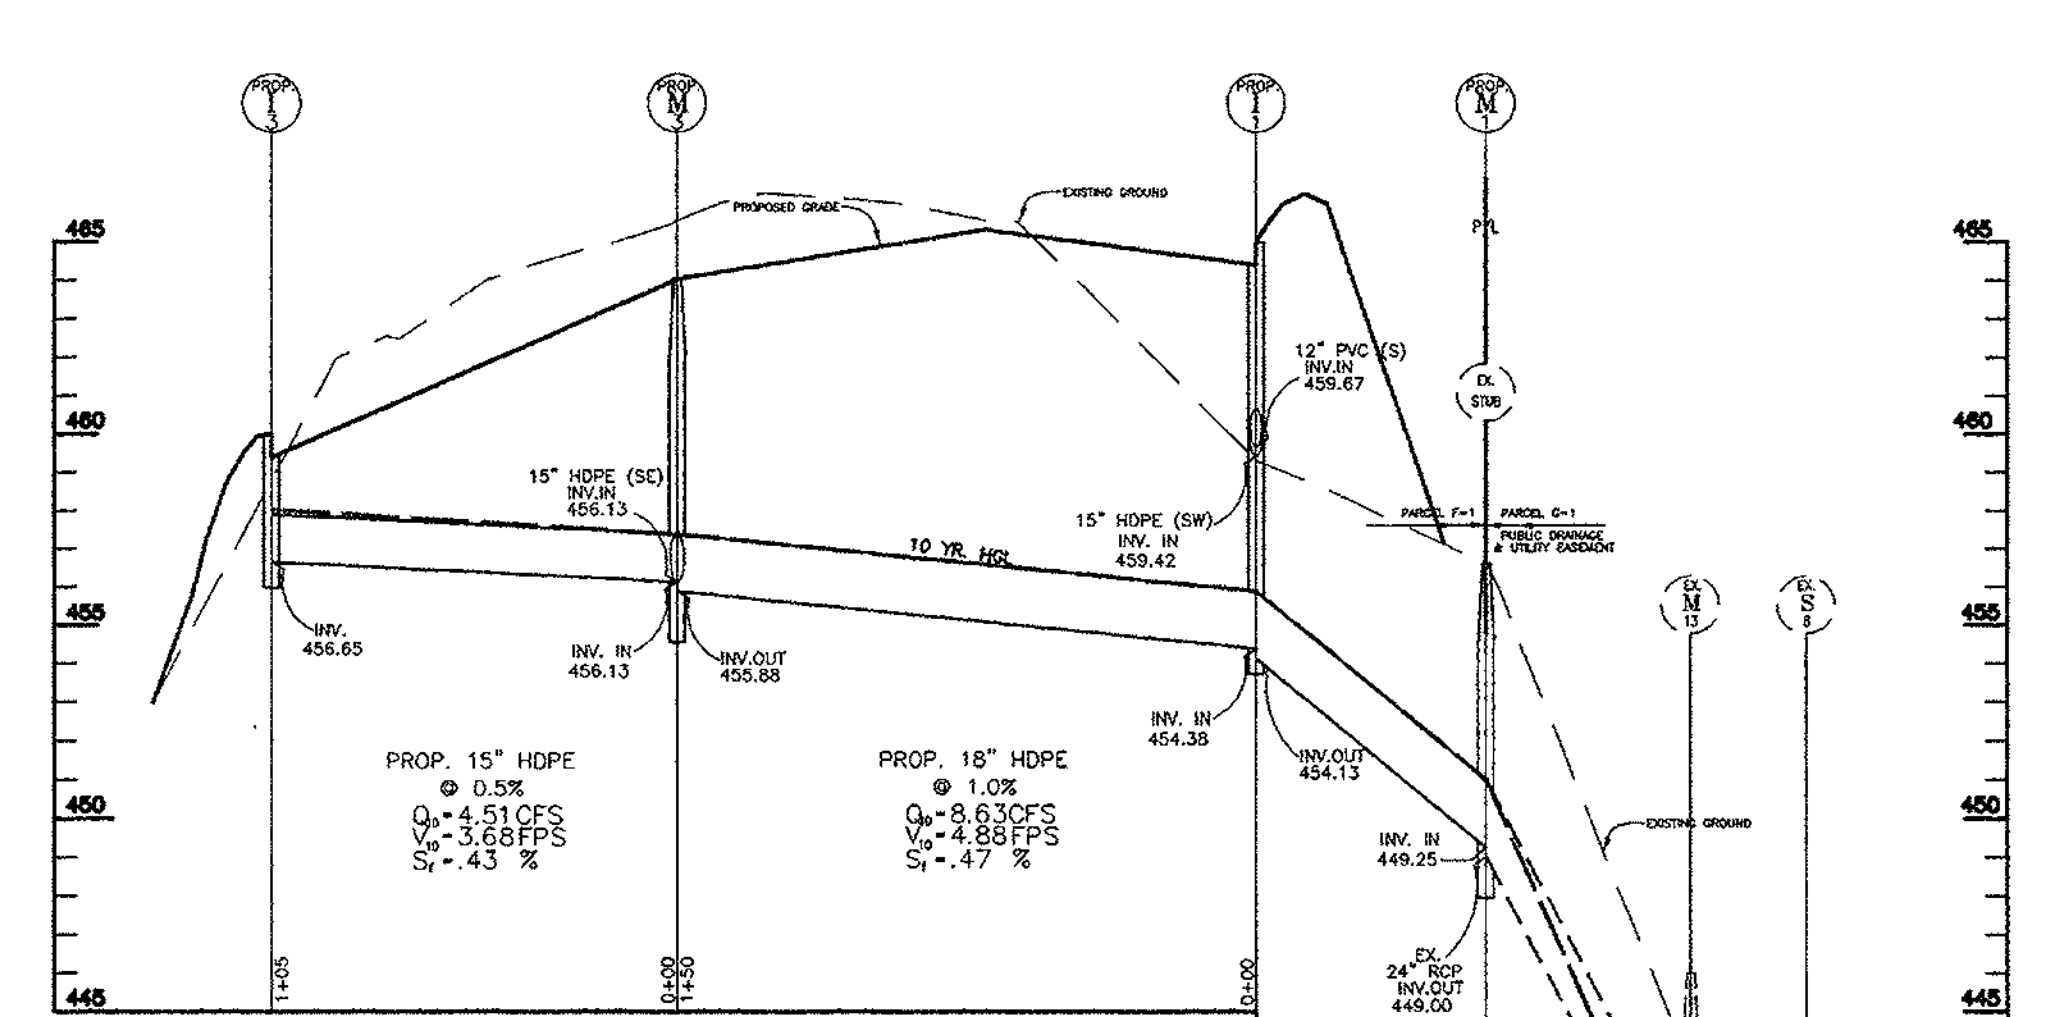 PROP.
I
3
PROP.
M
3
PROP.
I
1
PROP.
M
1
EXISTING GROUND
PROPOSED GRADE
P/L
465
465
12" PVC (S)
INV.IN
459.67
EX.
STUB
460
460
15" HDPE (SE)
INV.IN
456.13
15" HDPE (SW)
INV. IN
459.42
PARCEL F-1
PARCEL G-1
PUBLIC DRAINAGE
& UTILITY EASEMENT
10 YR. HGL
EX.
M
13
EX.
S
8
455
455
INV.
456.65
INV. IN
456.13
INV.OUT
455.88
INV. IN
454.38
INV.OUT
454.13
PROP. 15" HDPE
@ 0.5%
Q10=4.51CFS
V10=3.68FPS
Sf=.43 %
PROP. 18" HDPE
@ 1.0%
Q10=8.63CFS
V10=4.88FPS
Sf=.47 %
450
450
EXISTING GROUND
INV. IN
449.25
EX.
24" RCP
INV.OUT
449.00
1+05
0+00
1+50
0+00
445
445